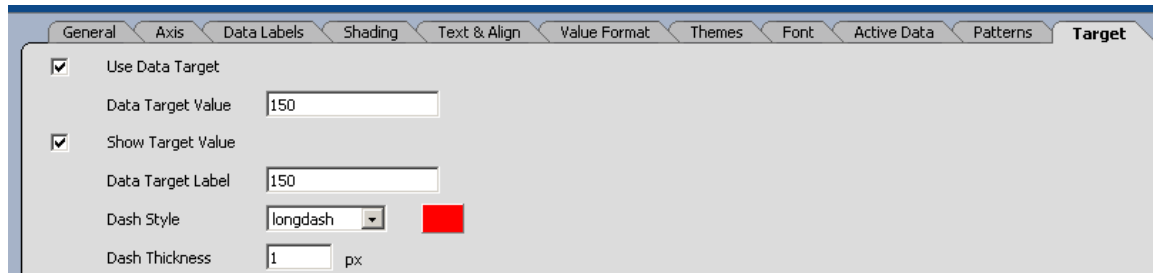 General Axis Data Labels Shading Text & Align Value Format Themes Font Active Data Patterns Target
Use Data Target
Data Target Value 150
Show Target Value
Data Target Label 150
Dash Style longdash
Dash Thickness 1 px